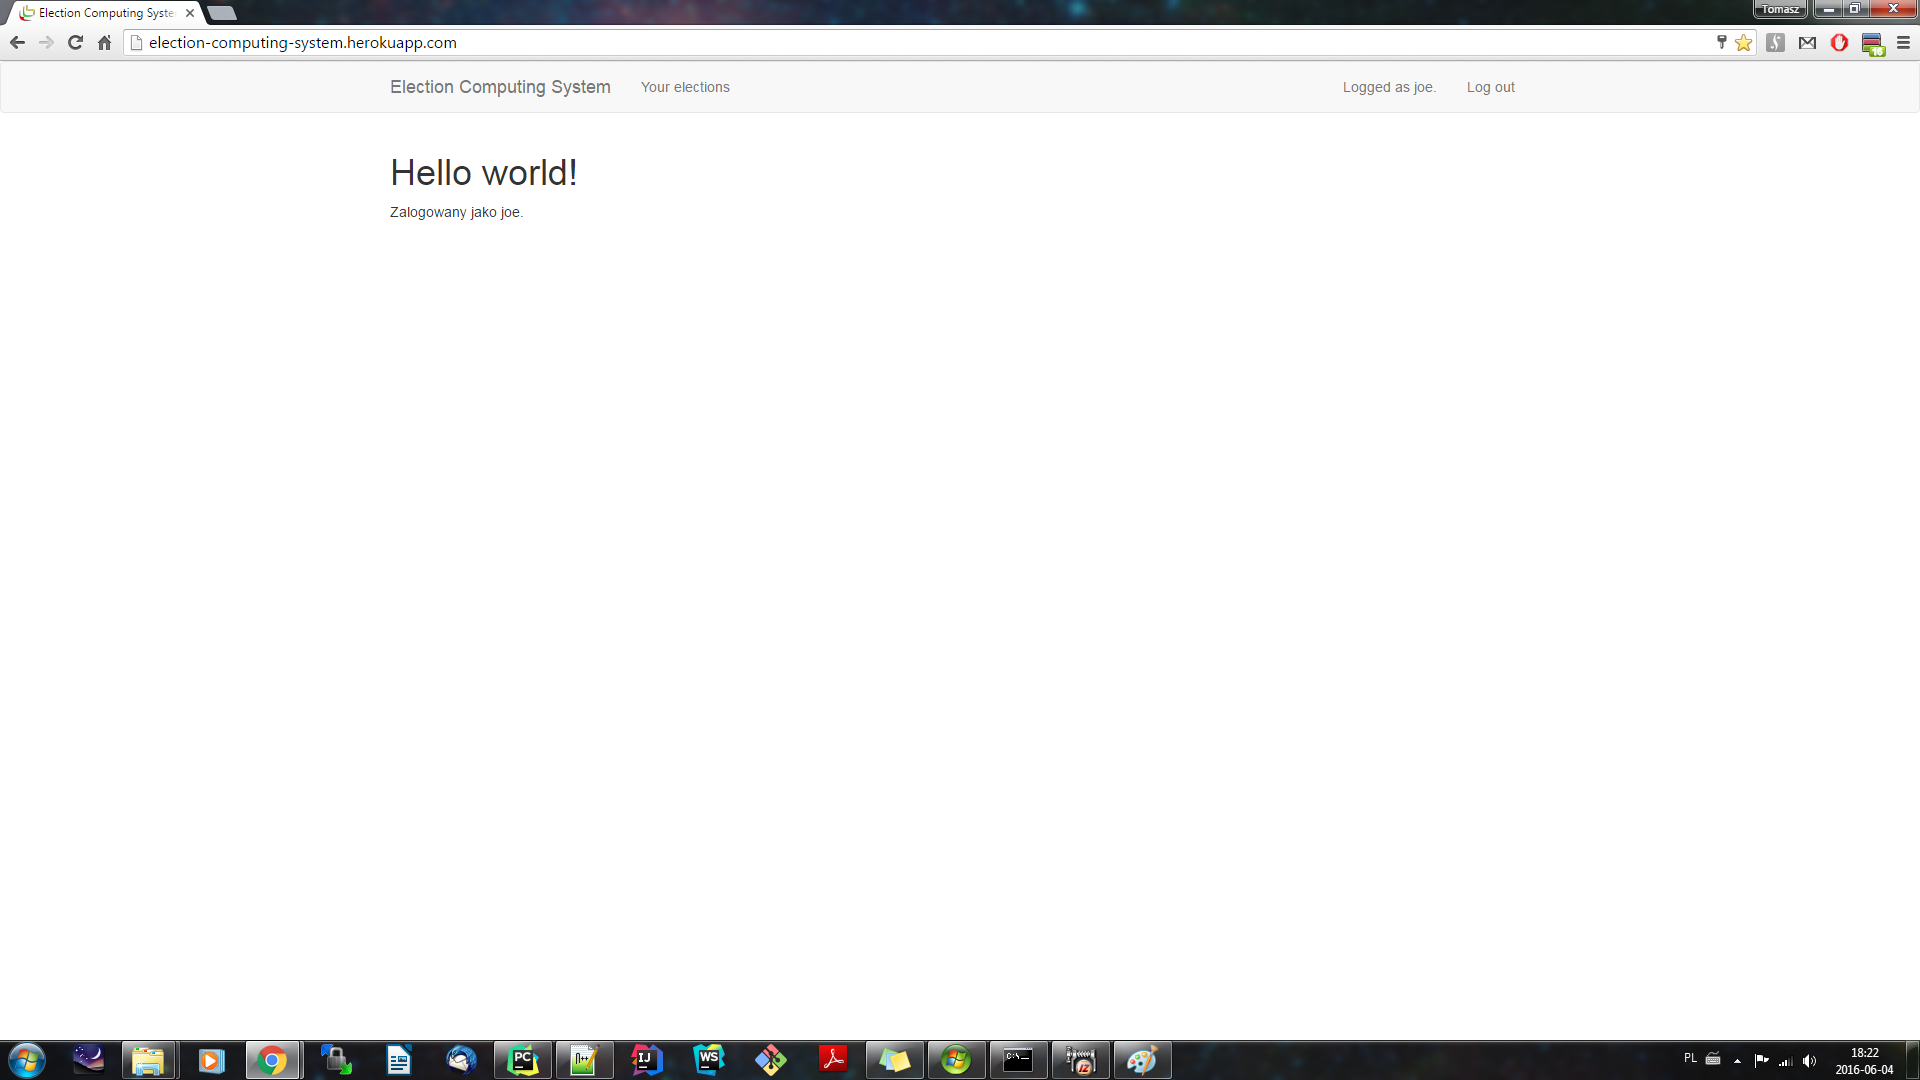 Election Computing Syste
Tomasz
election-computing-system.herokuapp.com
16
Election Computing System
Your elections
Logged as joe.
Log out
Hello world!
Zalogowany jako joe.
PC
IJ
WS
C:\
PL
18:22
2016-06-04